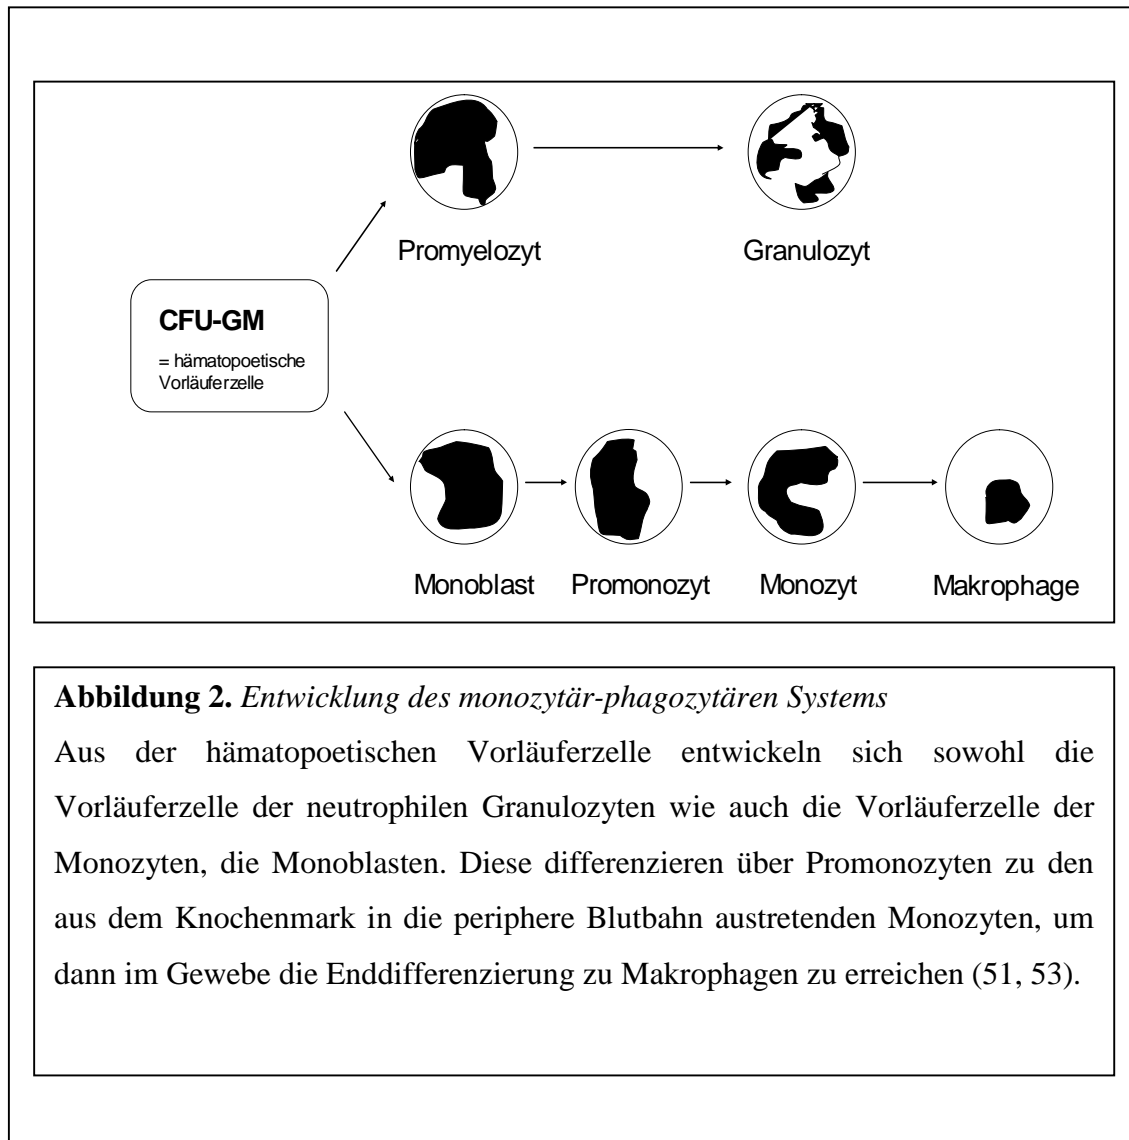 Promyelozyt
Granulozyt
CFU-GM
= hämatopoetische
Vorläuferzelle
Monoblast
Promonozyt
Monozyt
Makrophage
Abbildung 2. Entwicklung des monozytär-phagozytären Systems
Aus der hämatopoetischen Vorläuferzelle entwickeln sich sowohl die
Vorläuferzelle der neutrophilen Granulozyten wie auch die Vorläuferzelle der
Monozyten, die Monoblasten. Diese differenzieren über Promonozyten zu den
aus dem Knochenmark in die periphere Blutbahn austretenden Monozyten, um
dann im Gewebe die Enddifferenzierung zu Makrophagen zu erreichen (51, 53).